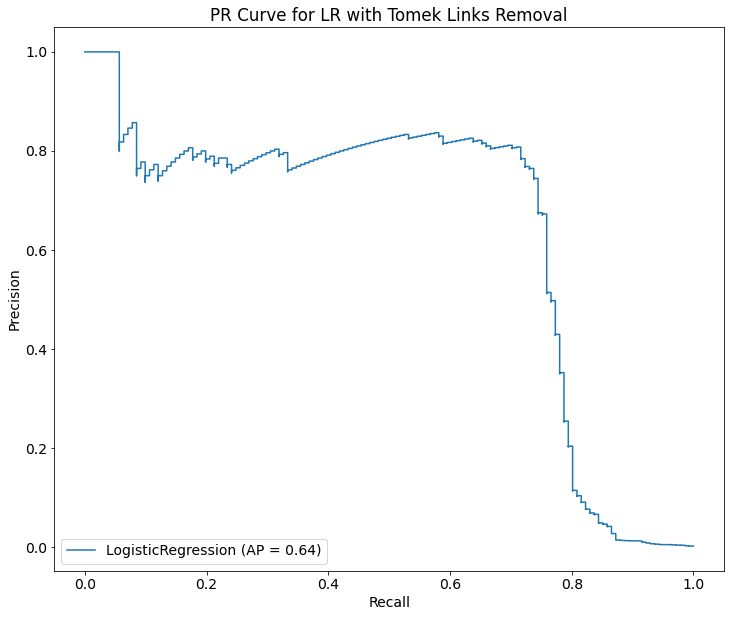 PR Curve for LR with Tomek Links Removal
1.0
0.8
0.6
0.4
0.2
0.0
Precision
LogisticRegression (AP = 0.64)
0.0 0.2 0.4 0.6 0.8 1.0
Recall